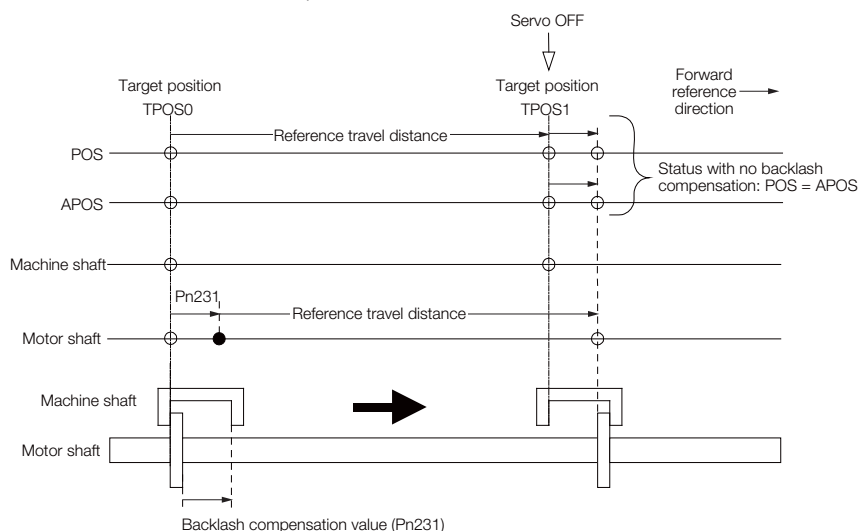 Servo OFF
Target position
TPOS0
Target position
TPOS1
Forward
reference
direction
Reference travel distance
POS
Status with no backlash
compensation: POS = APOS
APOS
Machine shaft
Pn231
Reference travel distance
Motor shaft
Machine shaft
Motor shaft
Backlash compensation value (Pn231)